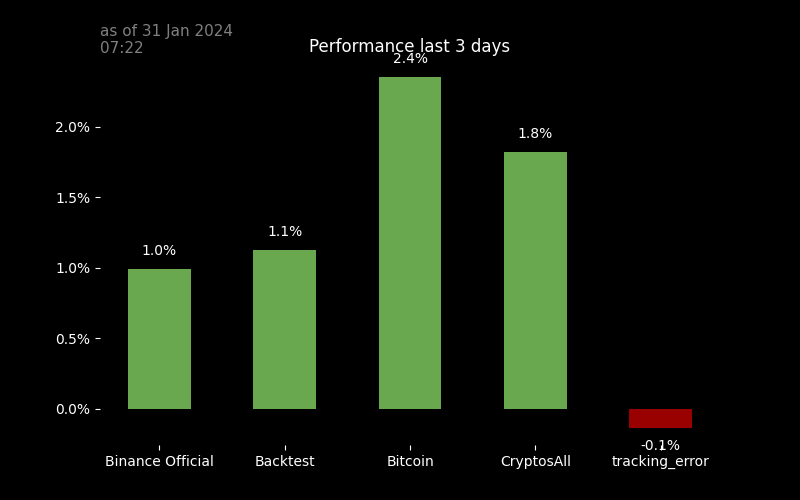 as of 31 Jan 2024
07:22
Performance last 3 days
2.4%
2.0%
1.8%
1.5%
1.1%
1.0%
1.0%
0.5%
0.0%
-0.1%
Binance Official
Backtest
Bitcoin
CryptosAll
tracking_error